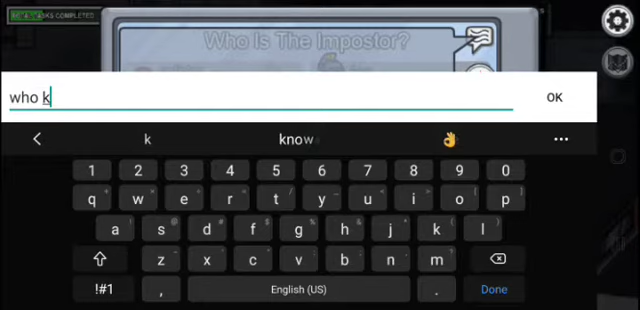 TASKS COMPLETED
Who Is The Impostor?
who k
OK
k know 👌 ...
1 2 3 4 5 6 7 8 9 0
q w e r t y u i o p
a s d f g h j k l
z x c v b n m
!#1 , English (US) . Done